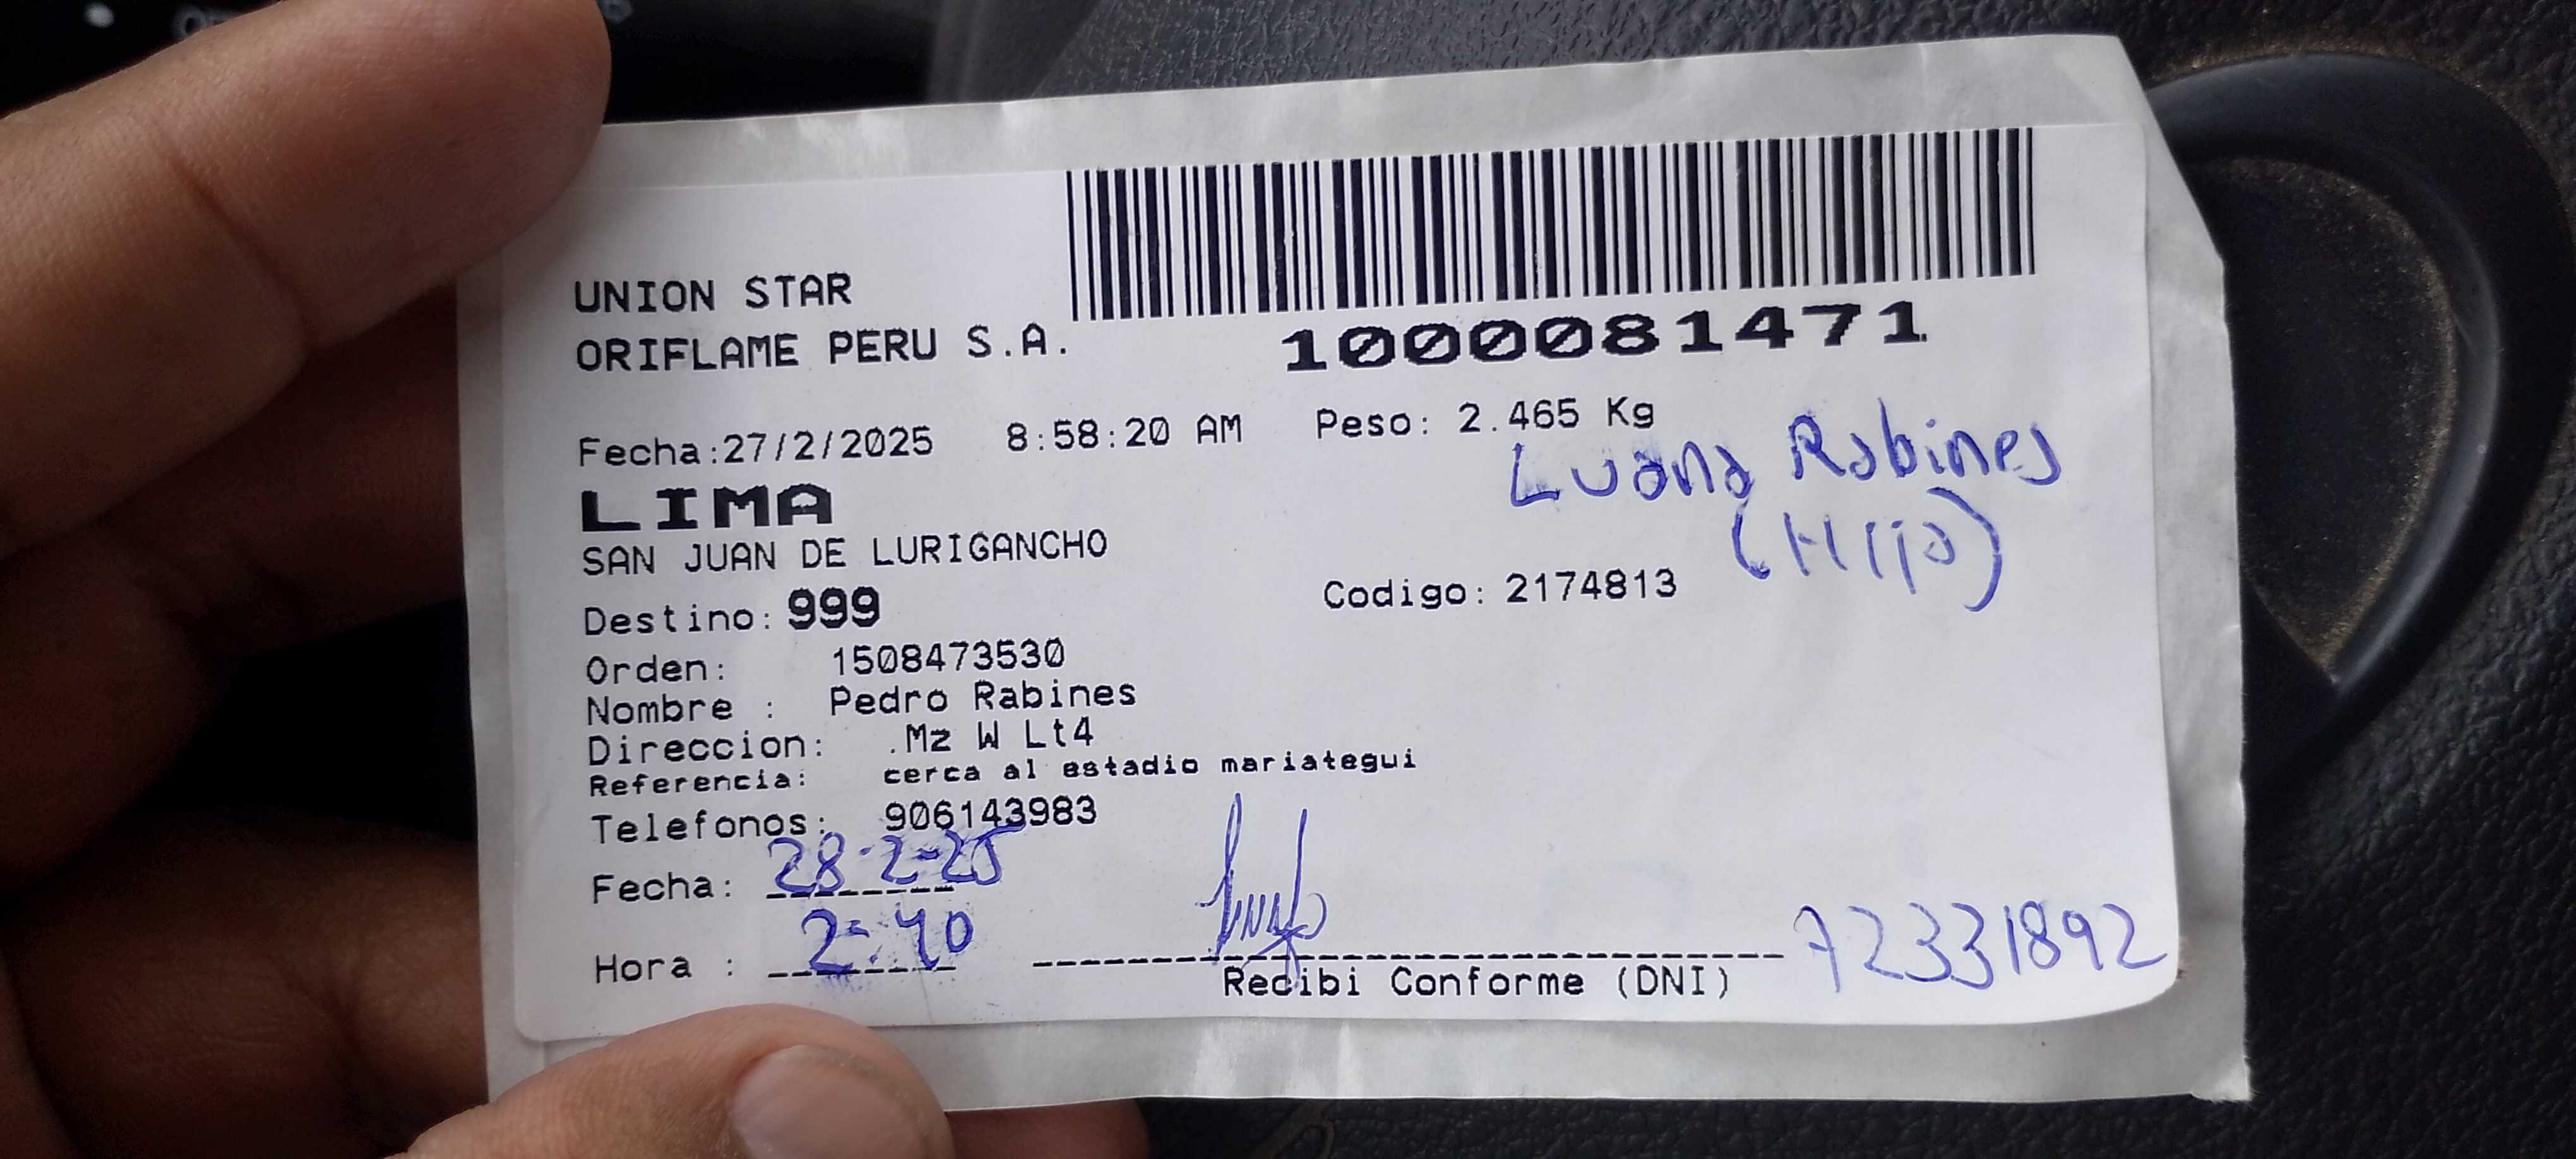 UNION STAR
ORIFLAME PERU S.A.
1000081471
Fecha:27/2/2025 8:58:20 AM Peso: 2.465 Kg
Luana Rabines
(Hija)
LIMA
SAN JUAN DE LURIGANCHO
Destino: 999 Codigo: 2174813
Orden: 1508473530
Nombre : Pedro Rabines
Direccion: .Mz W Lt4
Referencia: cerca al estadio mariategui
Telefonos: 906143983
Fecha: 28-2-25
Hora : 2:40
Recibi Conforme (DNI) 72331892